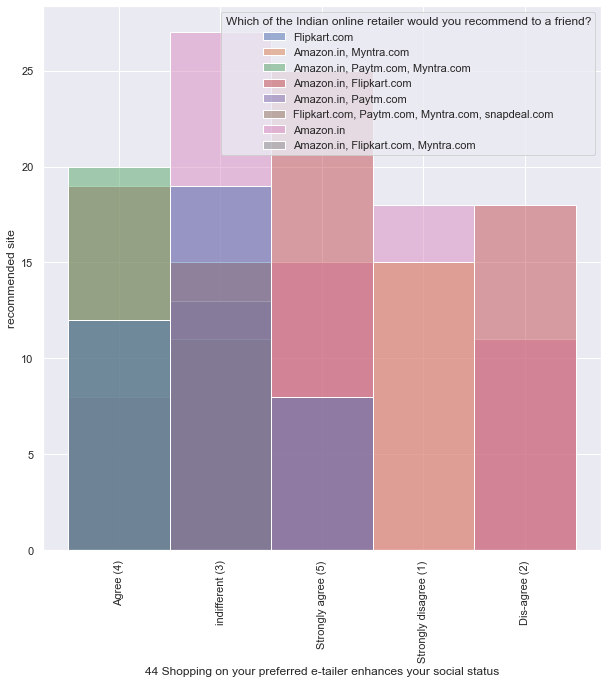 Which of the Indian online retailer would you recommend to a friend?
Flipkart.com
Amazon.in, Myntra.com
Amazon.in, Paytm.com, Myntra.com
Amazon.in, Flipkart.com
Amazon.in, Paytm.com
Flipkart.com, Paytm.com, Myntra.com, snapdeal.com
Amazon.in
Amazon.in, Flipkart.com, Myntra.com
25
20
15
10
5
0
recommended site
Agree (4)
indifferent (3)
Strongly agree (5)
Strongly disagree (1)
Dis-agree (2)
44 Shopping on your preferred e-tailer enhances your social status